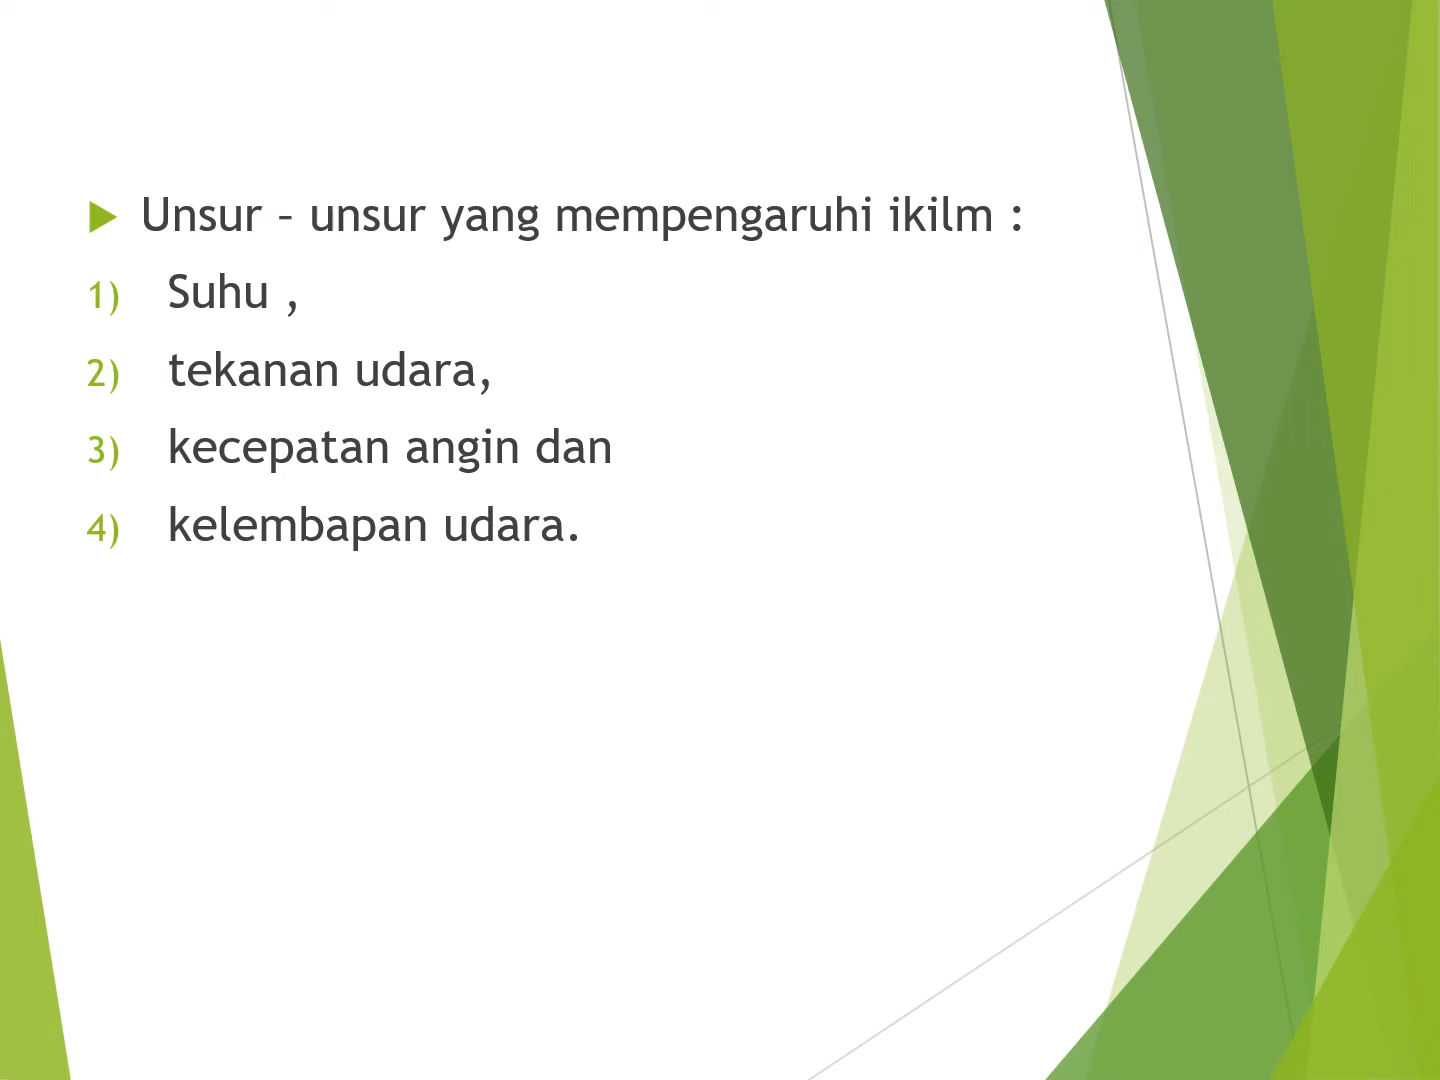 Unsur – unsur yang mempengaruhi ikilm :
1) Suhu ,
2) tekanan udara,
3) kecepatan angin dan
4) kelembapan udara.